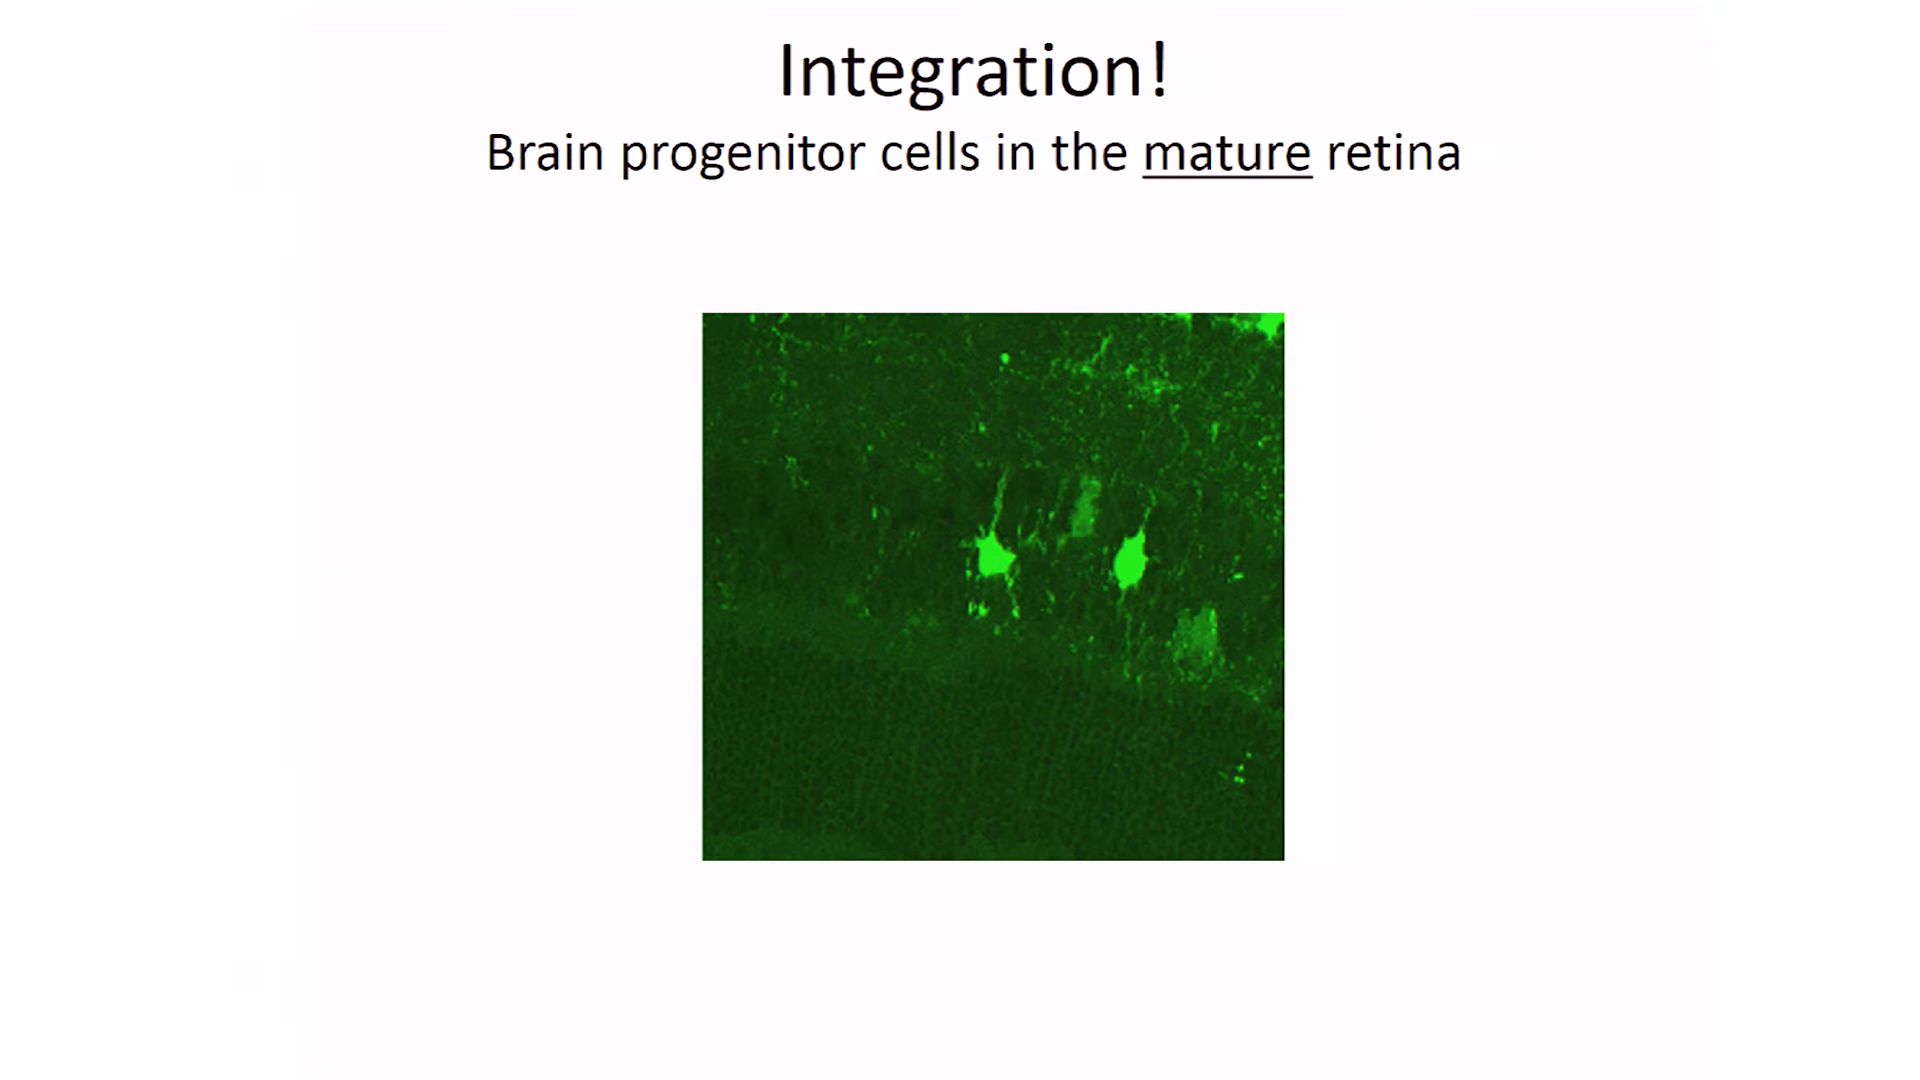 Integration!
Brain progenitor cells in the mature retina